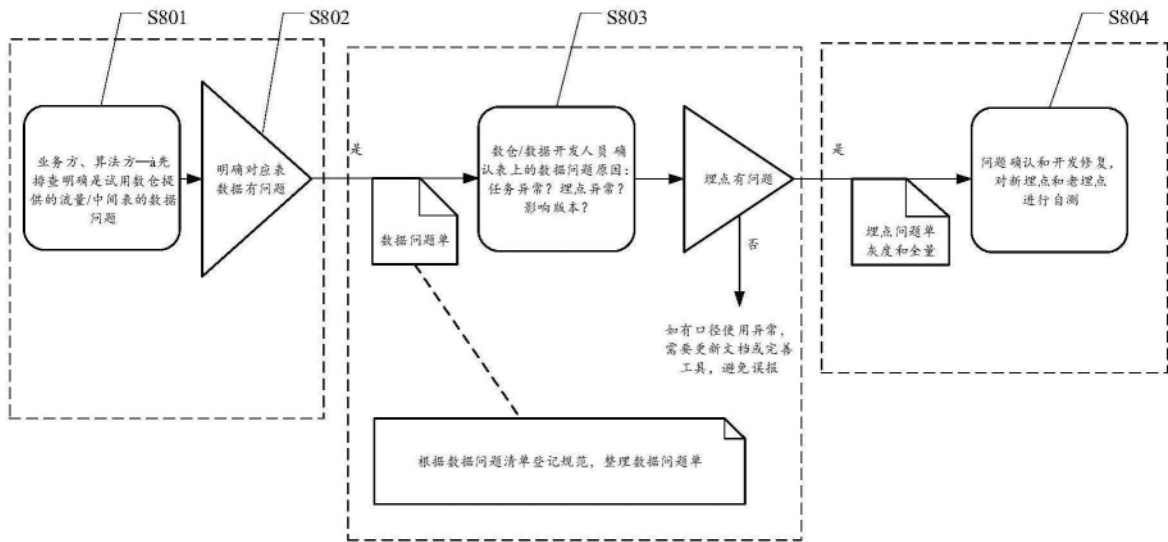 S801
S802
S803
S804
业务方、算法方—à先
排查明确是试用数仓提
供的流量/中间表的数据
问题
明确对应表
数据有问题
是
数据问题单
数仓/数据开发人员 确
认表上的数据问题原因：
任务异常？埋点异常？
影响版本？
埋点有问题
否
如有口径使用异常，
需要更新文档或完善
工具，避免误报
是
埋点问题单
灰度和全量
问题确认和开发修复，
对新埋点和老埋点
进行自测
根据数据问题清单登记规范，整理数据问题单